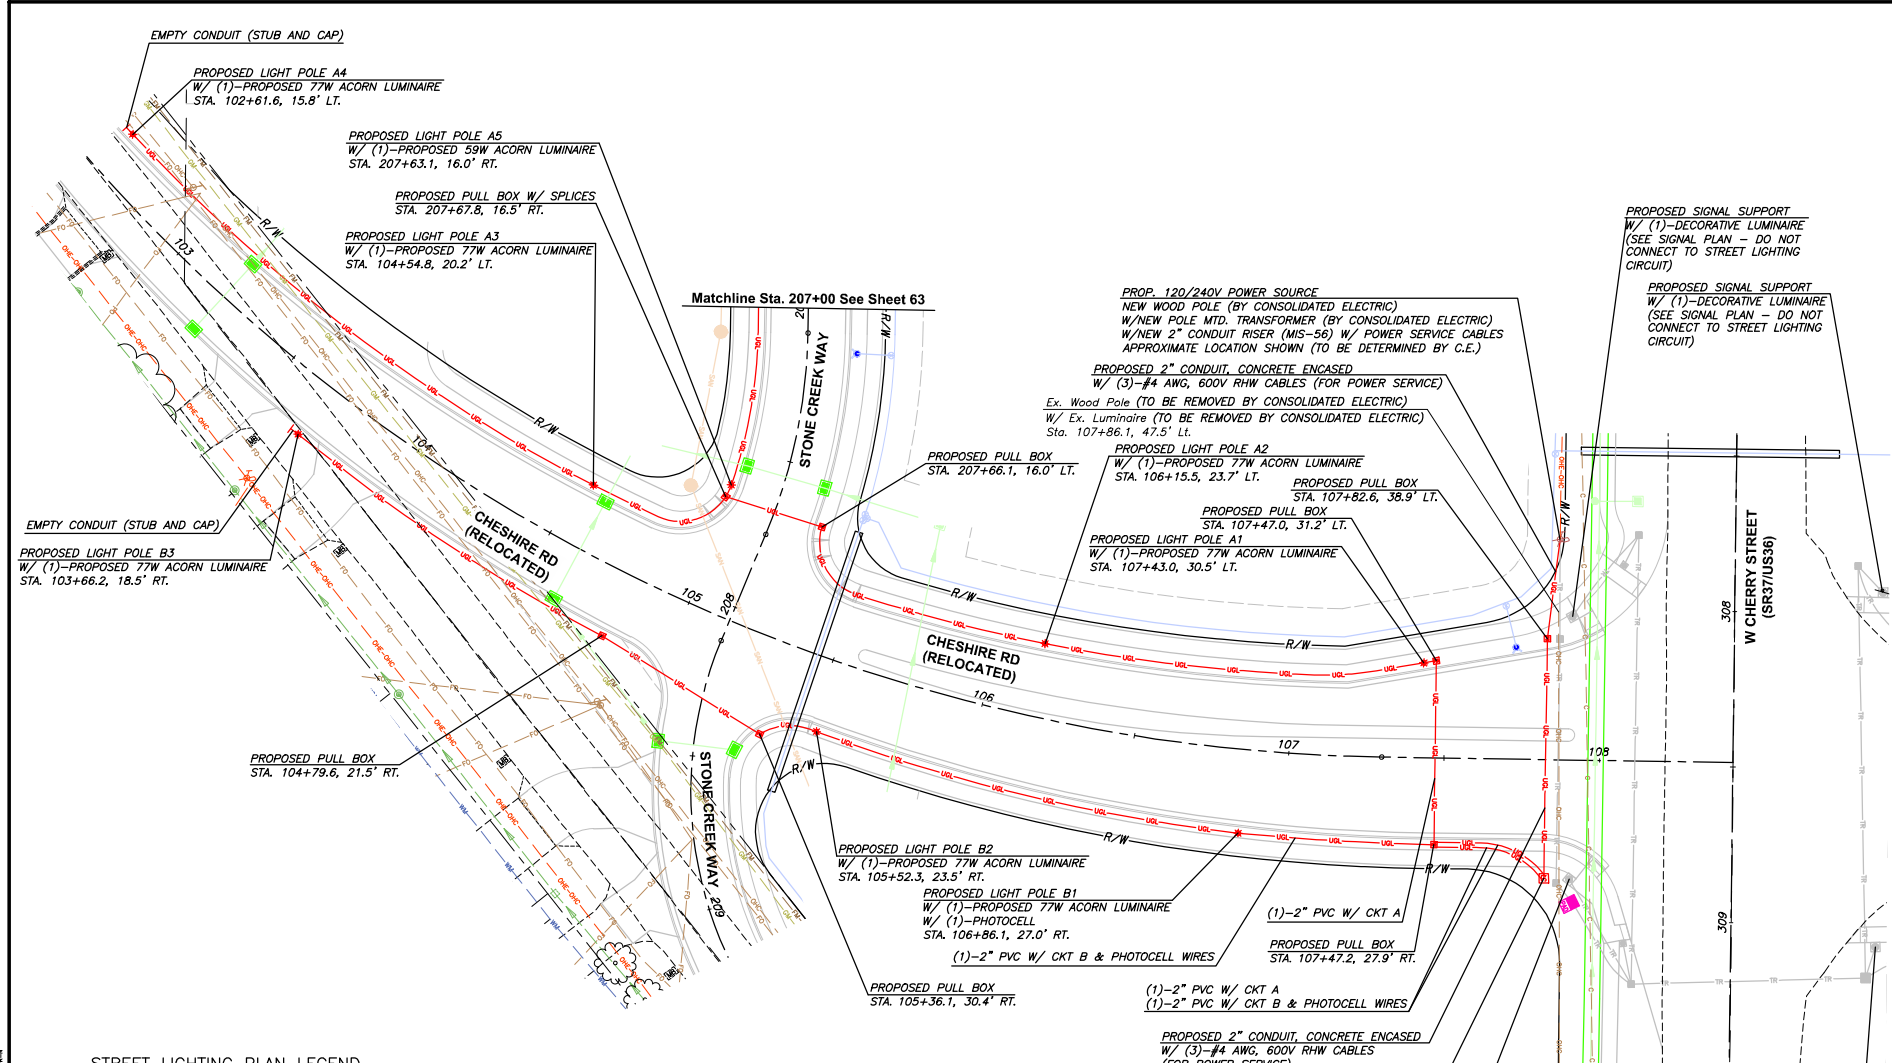 EMPTY CONDUIT (STUB AND CAP)
PROPOSED LIGHT POLE A4
W/ (1)-PROPOSED 77W ACORN LUMINAIRE
STA. 102+61.6, 15.8' LT.
PROPOSED LIGHT POLE A5
W/ (1)-PROPOSED 59W ACORN LUMINAIRE
STA. 207+63.1, 16.0' RT.
PROPOSED PULL BOX W/ SPLICES
STA. 207+67.8, 16.5' RT.
PROPOSED LIGHT POLE A3
W/ (1)-PROPOSED 77W ACORN LUMINAIRE
STA. 104+54.8, 20.2' LT.
Matchline Sta. 207+00 See Sheet 63
PROPOSED SIGNAL SUPPORT
W/ (1)-DECORATIVE LUMINAIRE
(SEE SIGNAL PLAN - DO NOT
CONNECT TO STREET LIGHTING
CIRCUIT)
PROPOSED SIGNAL SUPPORT
W/ (1)-DECORATIVE LUMINAIRE
(SEE SIGNAL PLAN - DO NOT
CONNECT TO STREET LIGHTING
CIRCUIT)
PROP. 120/240V POWER SOURCE
NEW WOOD POLE (BY CONSOLIDATED ELECTRIC)
W/NEW POLE MTD. TRANSFORMER (BY CONSOLIDATED ELECTRIC)
W/NEW 2" CONDUIT RISER (MIS-56) W/ POWER SERVICE CABLES
APPROXIMATE LOCATION SHOWN (TO BE DETERMINED BY C.E.)
PROPOSED 2" CONDUIT, CONCRETE ENCASED
W/ (3)-#4 AWG, 600V RHW CABLES (FOR POWER SERVICE)
Ex. Wood Pole (TO BE REMOVED BY CONSOLIDATED ELECTRIC)
W/ Ex. Luminaire (TO BE REMOVED BY CONSOLIDATED ELECTRIC)
Sta. 107+86.1, 47.5' Lt.
PROPOSED LIGHT POLE A2
W/ (1)-PROPOSED 77W ACORN LUMINAIRE
STA. 106+15.5, 23.7' LT.
PROPOSED PULL BOX
STA. 207+66.1, 16.0' LT.
PROPOSED PULL BOX
STA. 107+82.6, 38.9' LT.
PROPOSED PULL BOX
STA. 107+47.0, 31.2' LT.
PROPOSED LIGHT POLE A1
W/ (1)-PROPOSED 77W ACORN LUMINAIRE
STA. 107+43.0, 30.5' LT.
EMPTY CONDUIT (STUB AND CAP)
PROPOSED LIGHT POLE B3
W/ (1)-PROPOSED 77W ACORN LUMINAIRE
STA. 103+66.2, 18.5' RT.
STONE CREEK WAY
CHESHIRE RD
(RELOCATED)
CHESHIRE RD
(RELOCATED)
W CHERRY STREET
(SR37/US36)
STONE CREEK WAY
103
104
105
106
107
108
208
209
308
309
R/W
R/W
R/W
R/W
R/W
R/W
R/W
R/W
R/W
PROPOSED PULL BOX
STA. 104+79.6, 21.5' RT.
PROPOSED LIGHT POLE B2
W/ (1)-PROPOSED 77W ACORN LUMINAIRE
STA. 105+52.3, 23.5' RT.
PROPOSED LIGHT POLE B1
W/ (1)-PROPOSED 77W ACORN LUMINAIRE
W/ (1)-PHOTOCELL
STA. 106+86.1, 27.0' RT.
(1)-2" PVC W/ CKT B & PHOTOCELL WIRES
(1)-2" PVC W/ CKT A
PROPOSED PULL BOX
STA. 107+47.2, 27.9' RT.
PROPOSED PULL BOX
STA. 105+36.1, 30.4' RT.
(1)-2" PVC W/ CKT A
(1)-2" PVC W/ CKT B & PHOTOCELL WIRES
PROPOSED 2" CONDUIT, CONCRETE ENCASED
W/ (3)-#4 AWG, 600V RHW CABLES
(FOR POWER SERVICE)
STREET LIGHTING PLAN LEGEND